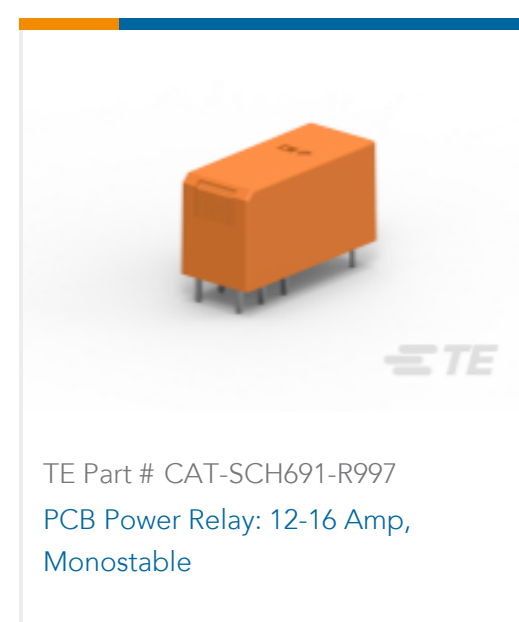 TE
TE Part # CAT-SCH691-R997
PCB Power Relay: 12-16 Amp,
Monostable